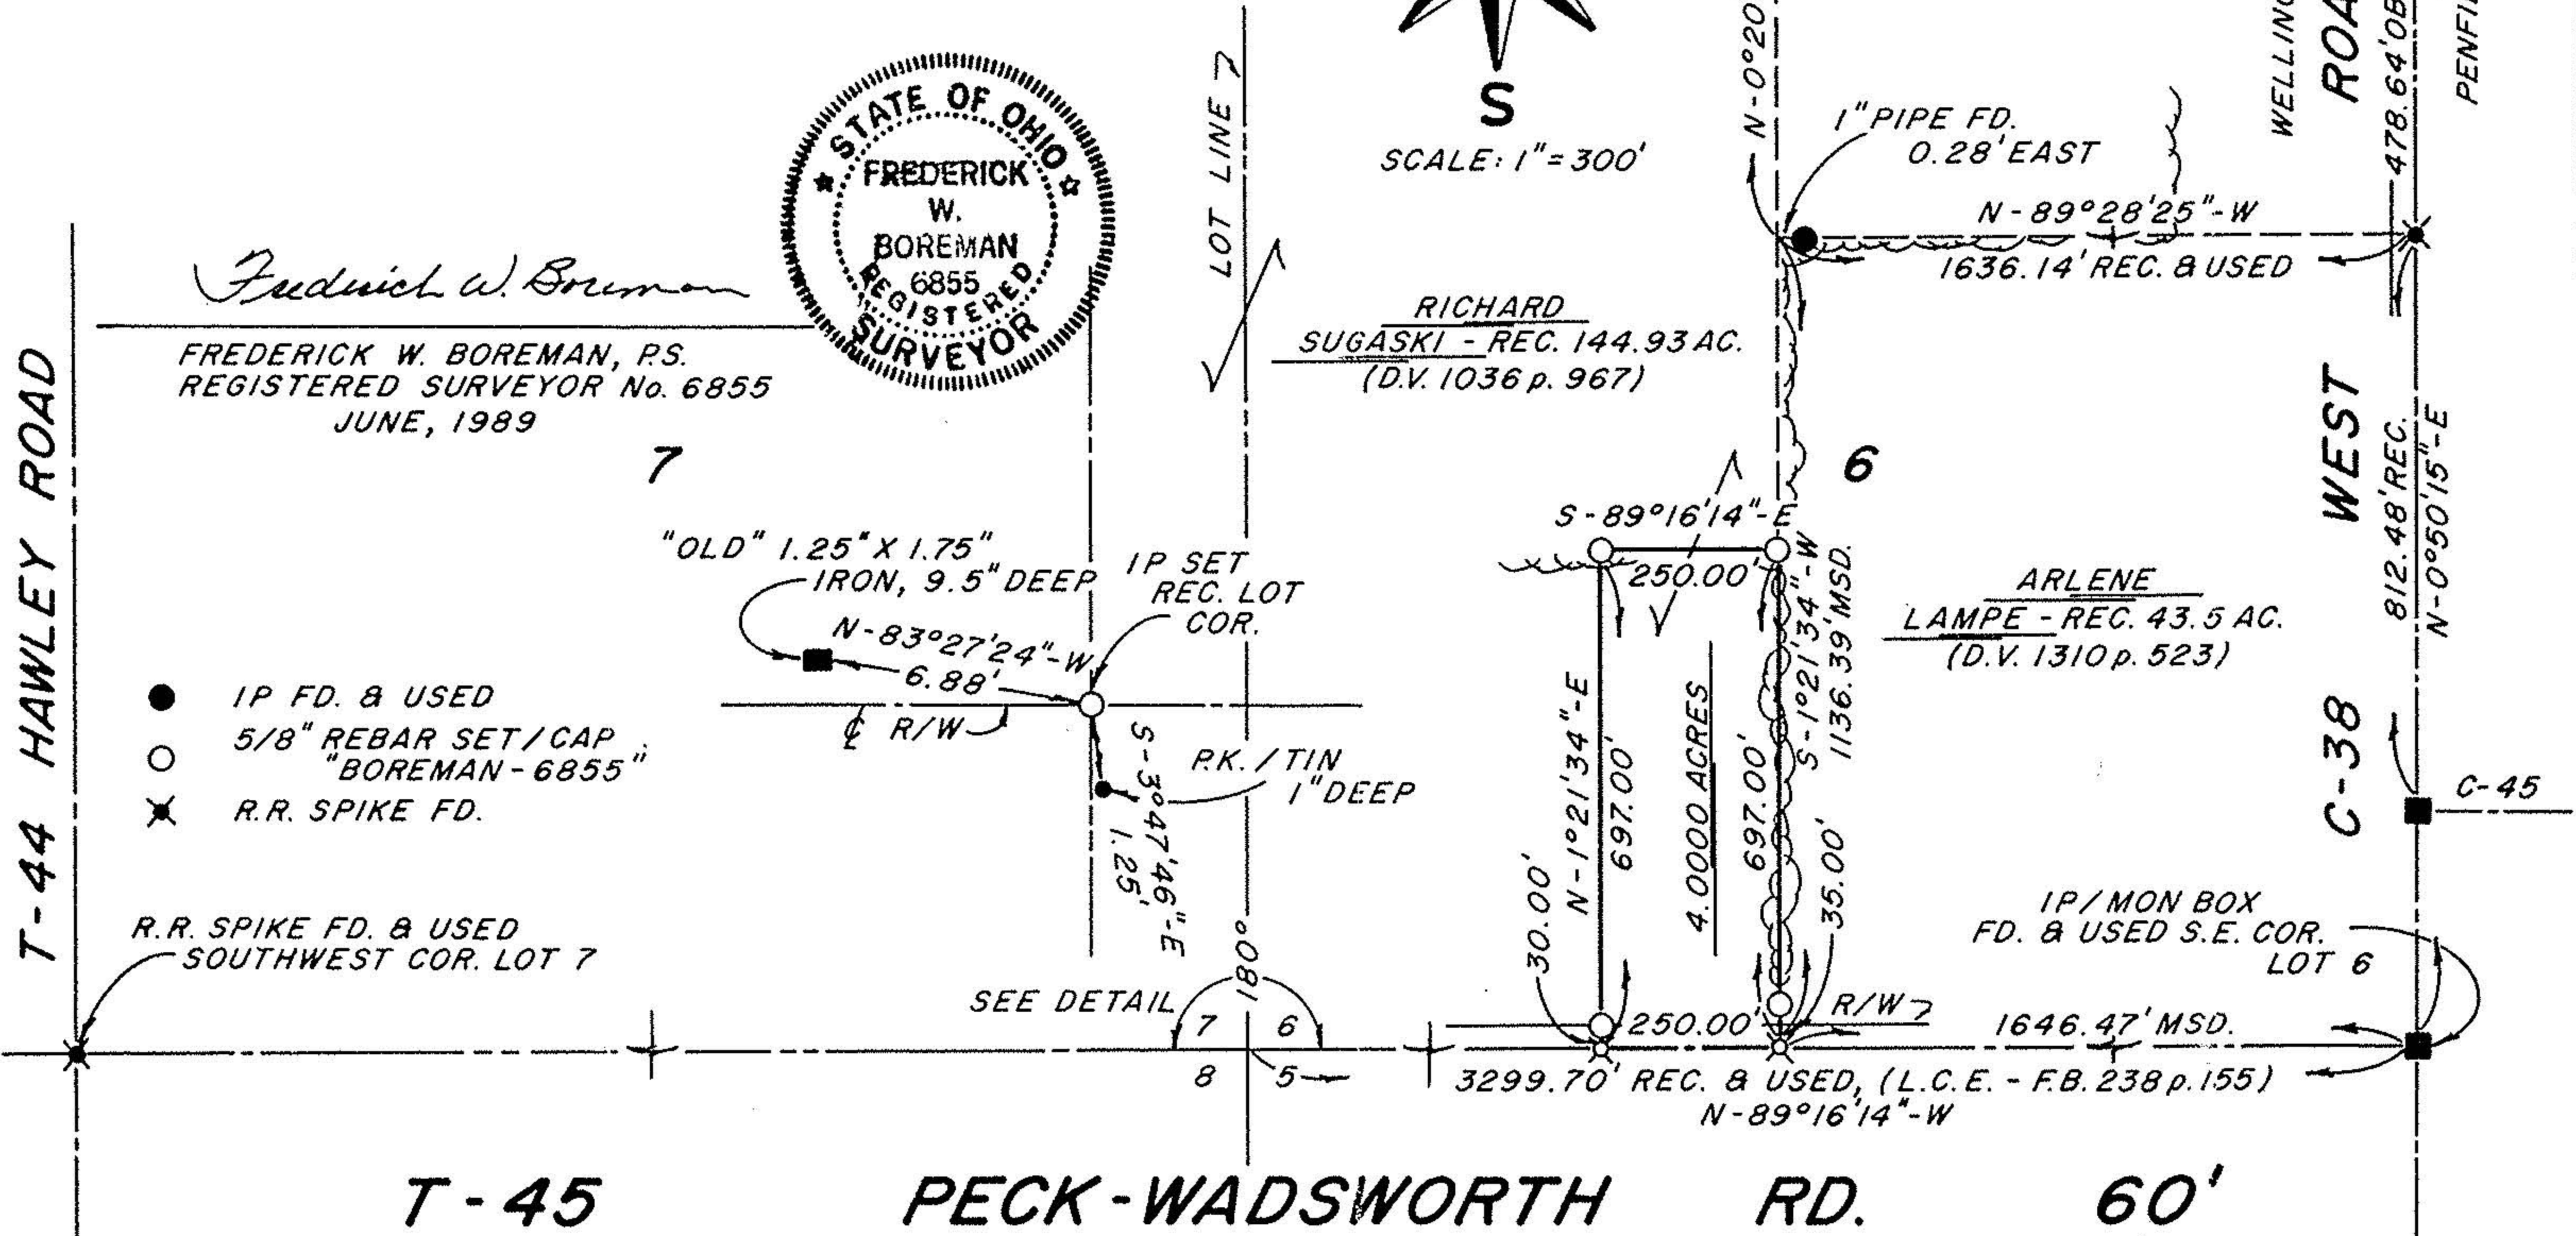 S
SCALE: 1"=300'
N-0°20
WELLING
ROA
478.64'OB
PENFI
LOT LINE
STATE OF OHIO
FREDERICK
W.
BOREMAN
6855
REGISTERED
SURVEYOR
Frederick W. Boreman
FREDERICK W. BOREMAN, P.S.
REGISTERED SURVEYOR No. 6855
JUNE, 1989
1" PIPE FD.
0.28' EAST
N-89°28'25"-W
1636.14' REC. & USED
RICHARD
SUGASKI - REC. 144.93 AC.
(D.V. 1036 p. 967)
T-44 HAWLEY ROAD
7
6
WEST
C-38
812.48' REC.
N-0°50'15"-E
"OLD" 1.25" X 1.75"
IRON, 9.5" DEEP
IP SET
REC. LOT
COR.
N-83°27'24"-W
6.88'
℄ R/W
S-3°47'46"-E
1.25'
P.K./TIN
1" DEEP
S-89°16'14"-E
250.00'
S-1°21'34"-W
1136.39' MSD.
N-1°21'34"-E
697.00'
4.0000 ACRES
697.00'
30.00'
35.00'
ARLENE
LAMPE - REC. 43.5 AC.
(D.V. 1310 p. 523)
IP FD. & USED
5/8" REBAR SET/CAP
"BOREMAN-6855"
R.R. SPIKE FD.
C-45
R.R. SPIKE FD. & USED
SOUTHWEST COR. LOT 7
IP/MON BOX
FD. & USED S.E. COR.
LOT 6
SEE DETAIL
180°
7 6
8 5
250.00'
R/W
1646.47' MSD.
3299.70' REC. & USED, (L.C.E. - F.B. 238 p. 155)
N-89°16'14"-W
T-45 PECK-WADSWORTH RD. 60'